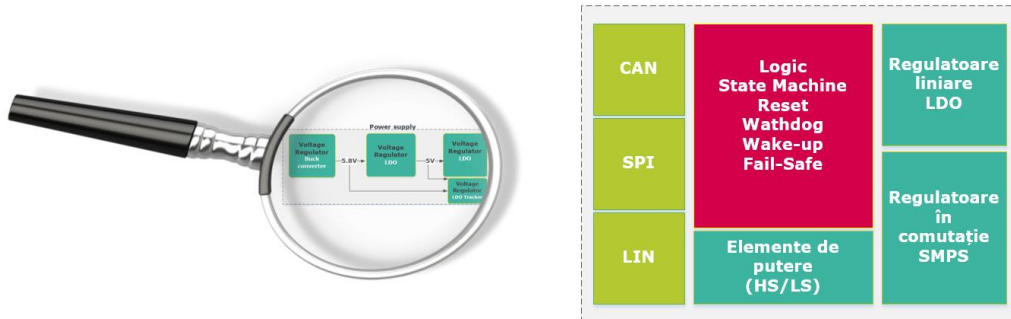 Power supply
Voltage
Regulator
Buck
converter
5.8V
Voltage
Regulator
LDO
5V
Voltage
Regulator
LDO
Voltage
Regulator
LDO Tracker
CAN
SPI
LIN
Logic
State Machine
Reset
Wathdog
Wake-up
Fail-Safe
Elemente de
putere
(HS/LS)
Regulatoare
liniare
LDO
Regulatoare
în
comutație
SMPS